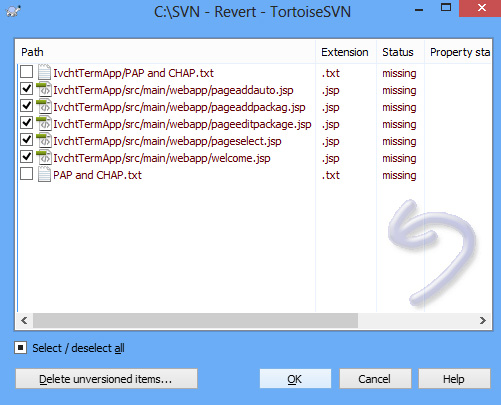 C:\SVN - Revert - TortoiseSVN
Path Extension Status Property sta
IvchtTermApp/PAP and CHAP.txt .txt missing
IvchtTermApp/src/main/webapp/pageaddauto.jsp .jsp missing
IvchtTermApp/src/main/webapp/pageaddpackag.jsp .jsp missing
IvchtTermApp/src/main/webapp/pageeditpackage.jsp .jsp missing
IvchtTermApp/src/main/webapp/pageselect.jsp .jsp missing
IvchtTermApp/src/main/webapp/welcome.jsp .jsp missing
PAP and CHAP.txt .txt missing
Select / deselect all
Delete unversioned items... OK Cancel Help